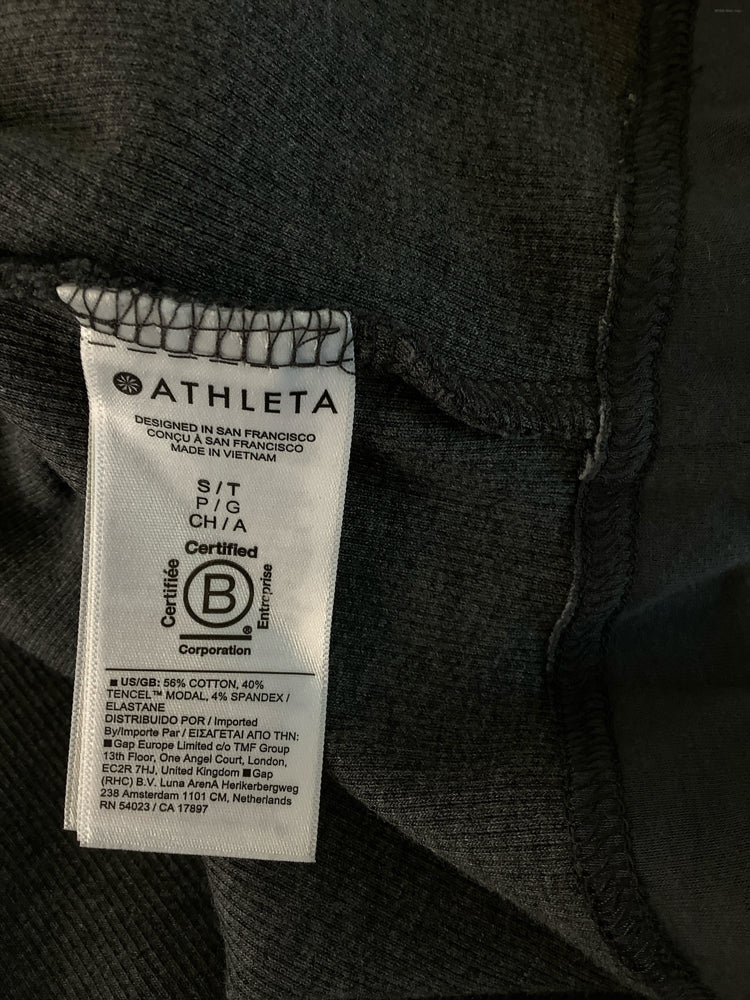 ATHLETA
DESIGNED IN SAN FRANCISCO
CONÇU À SAN FRANCISCO
MADE IN VIETNAM
S / T
P / G
CH / A
Certified
Certifiée
B
Entreprise
®
Corporation
■ US/GB: 56% COTTON, 40%
TENCEL™ MODAL, 4% SPANDEX /
ELASTANE
DISTRIBUIDO POR / Imported
By/Importe Par / ΕΙΣΑΓΕΤΑΙ ΑΠΟ ΤΗΝ:
■Gap Europe Limited c/o TMF Group
13th Floor, One Angel Court, London,
EC2R 7HJ, United Kingdom ■Gap
(RHC) B.V. Luna ArenA Herikerbergweg
238 Amsterdam 1101 CM, Netherlands
RN 54023 / CA 17897